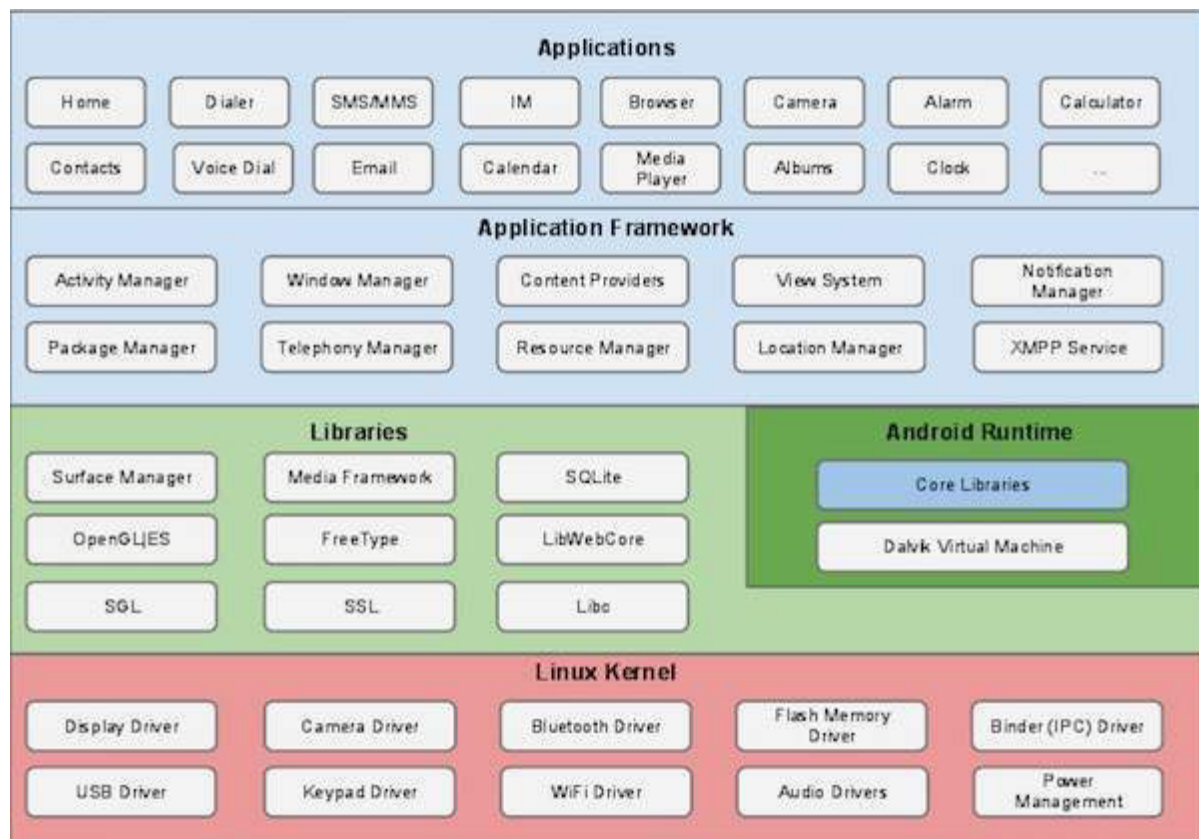 Applications
Home Dialer SMS/MMS IM Browser Camera Alarm Calculator
Contacts Voice Dial Email Calendar Media Player Albums Clock ...
Application Framework
Activity Manager Window Manager Content Providers View System Notification Manager
Package Manager Telephony Manager Resource Manager Location Manager XMPP Service
Libraries Android Runtime
Surface Manager Media Framework SQLite Core Libraries
OpenGL|ES FreeType LibWebCore Dalvik Virtual Machine
SGL SSL Libc
Linux Kernel
Display Driver Camera Driver Bluetooth Driver Flash Memory Driver Binder (IPC) Driver
USB Driver Keypad Driver WiFi Driver Audio Drivers Power Management